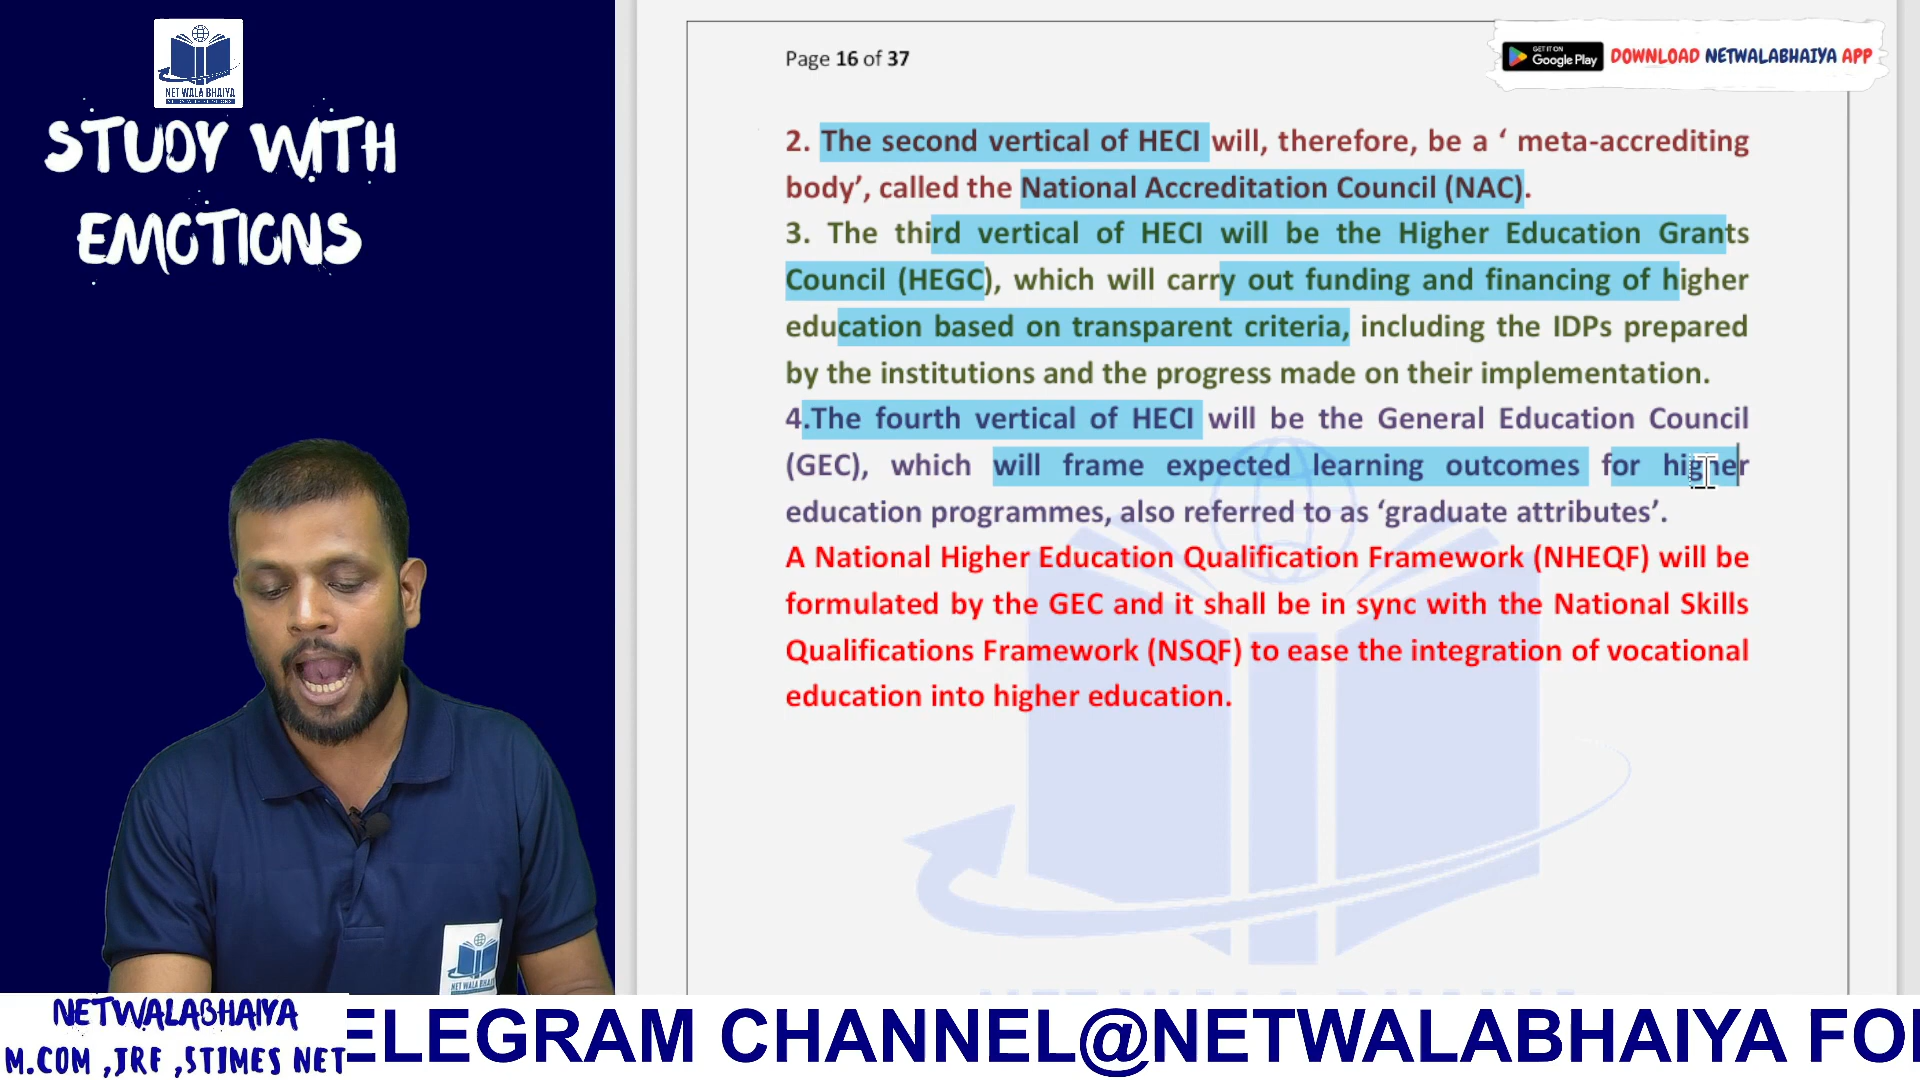 NET WALA BHAIYA
STUDY WITH
EMOTIONS
Page 16 of 37
GET IT ON
Google Play
DOWNLOAD NETWALABHAIYA APP
2. The second vertical of HECI will, therefore, be a ‘ meta-accrediting
body’, called the National Accreditation Council (NAC).
3. The third vertical of HECI will be the Higher Education Grants
Council (HEGC), which will carry out funding and financing of higher
education based on transparent criteria, including the IDPs prepared
by the institutions and the progress made on their implementation.
4.The fourth vertical of HECI will be the General Education Council
(GEC), which will frame expected learning outcomes for higher
education programmes, also referred to as ‘graduate attributes’.
A National Higher Education Qualification Framework (NHEQF) will be
formulated by the GEC and it shall be in sync with the National Skills
Qualifications Framework (NSQF) to ease the integration of vocational
education into higher education.
NET WALA BHAIYA
NET WALA BHAIYA
NETWALABHAIYA
M.COM ,JRF ,5TIMES NET
ELEGRAM CHANNEL@NETWALABHAIYA FO